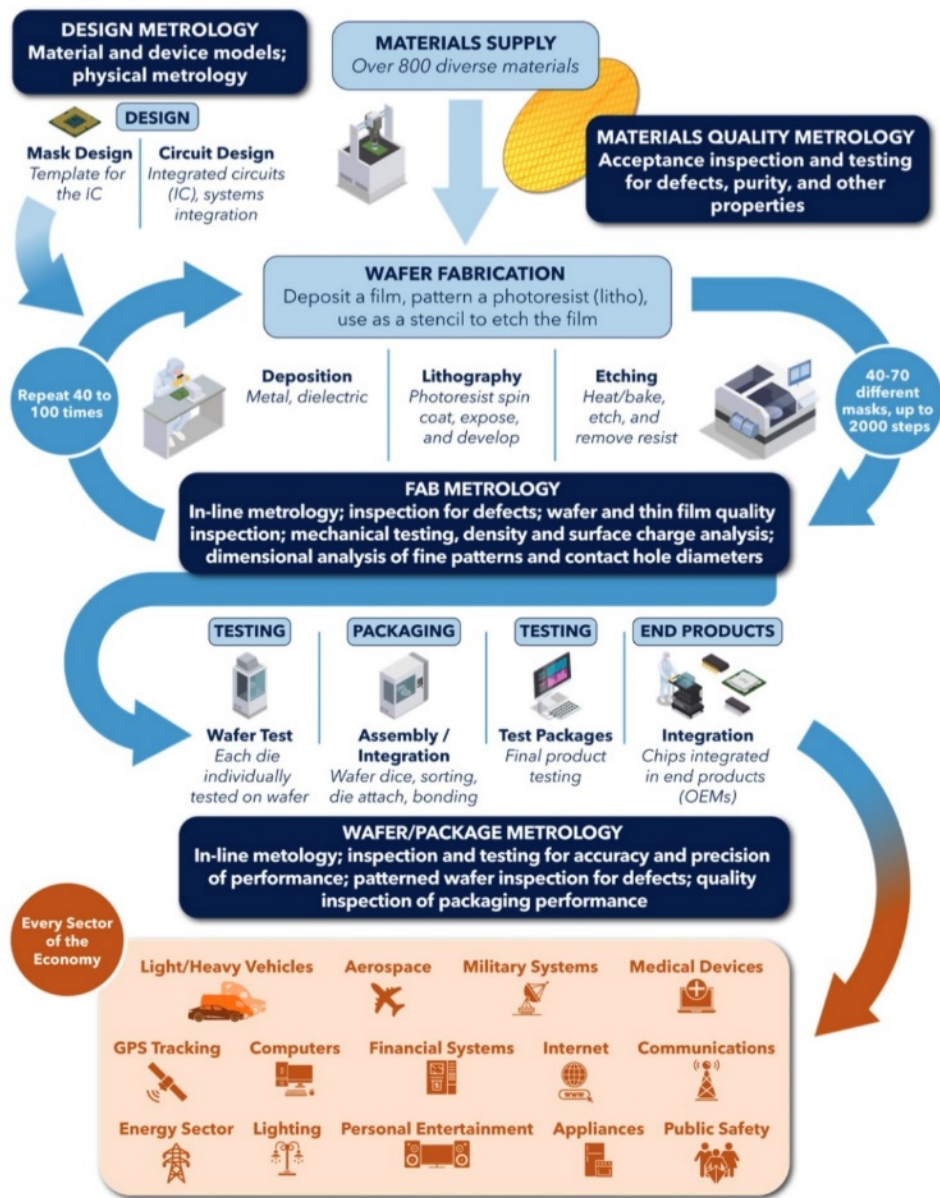 DESIGN METROLOGY
Material and device models;
physical metrology
MATERIALS SUPPLY
Over 800 diverse materials
DESIGN
Mask Design
Template for
the IC
Circuit Design
Integrated circuits
(IC), systems
integration
MATERIALS QUALITY METROLOGY
Acceptance inspection and testing
for defects, purity, and other
properties
WAFER FABRICATION
Deposit a film, pattern a photoresist (litho),
use as a stencil to etch the film
Repeat 40 to
100 times
Deposition
Metal, dielectric
Lithography
Photoresist spin
coat, expose,
and develop
Etching
Heat/bake,
etch, and
remove resist
40-70
different
masks, up to
2000 steps
FAB METROLOGY
In-line metrology; inspection for defects; wafer and thin film quality
inspection; mechanical testing, density and surface charge analysis;
dimensional analysis of fine patterns and contact hole diameters
TESTING
Wafer Test
Each die
individually
tested on wafer
PACKAGING
Assembly /
Integration
Wafer dice, sorting,
die attach, bonding
TESTING
Test Packages
Final product
testing
END PRODUCTS
Integration
Chips integrated
in end products
(OEMs)
WAFER/PACKAGE METROLOGY
In-line metology; inspection and testing for accuracy and precision
of performance; patterned wafer inspection for defects; quality
inspection of packaging performance
Every Sector
of the
Economy
Light/Heavy Vehicles
Aerospace
Military Systems
Medical Devices
GPS Tracking
Computers
Financial Systems
Internet
WWW
Communications
Energy Sector
Lighting
Personal Entertainment
Appliances
Public Safety